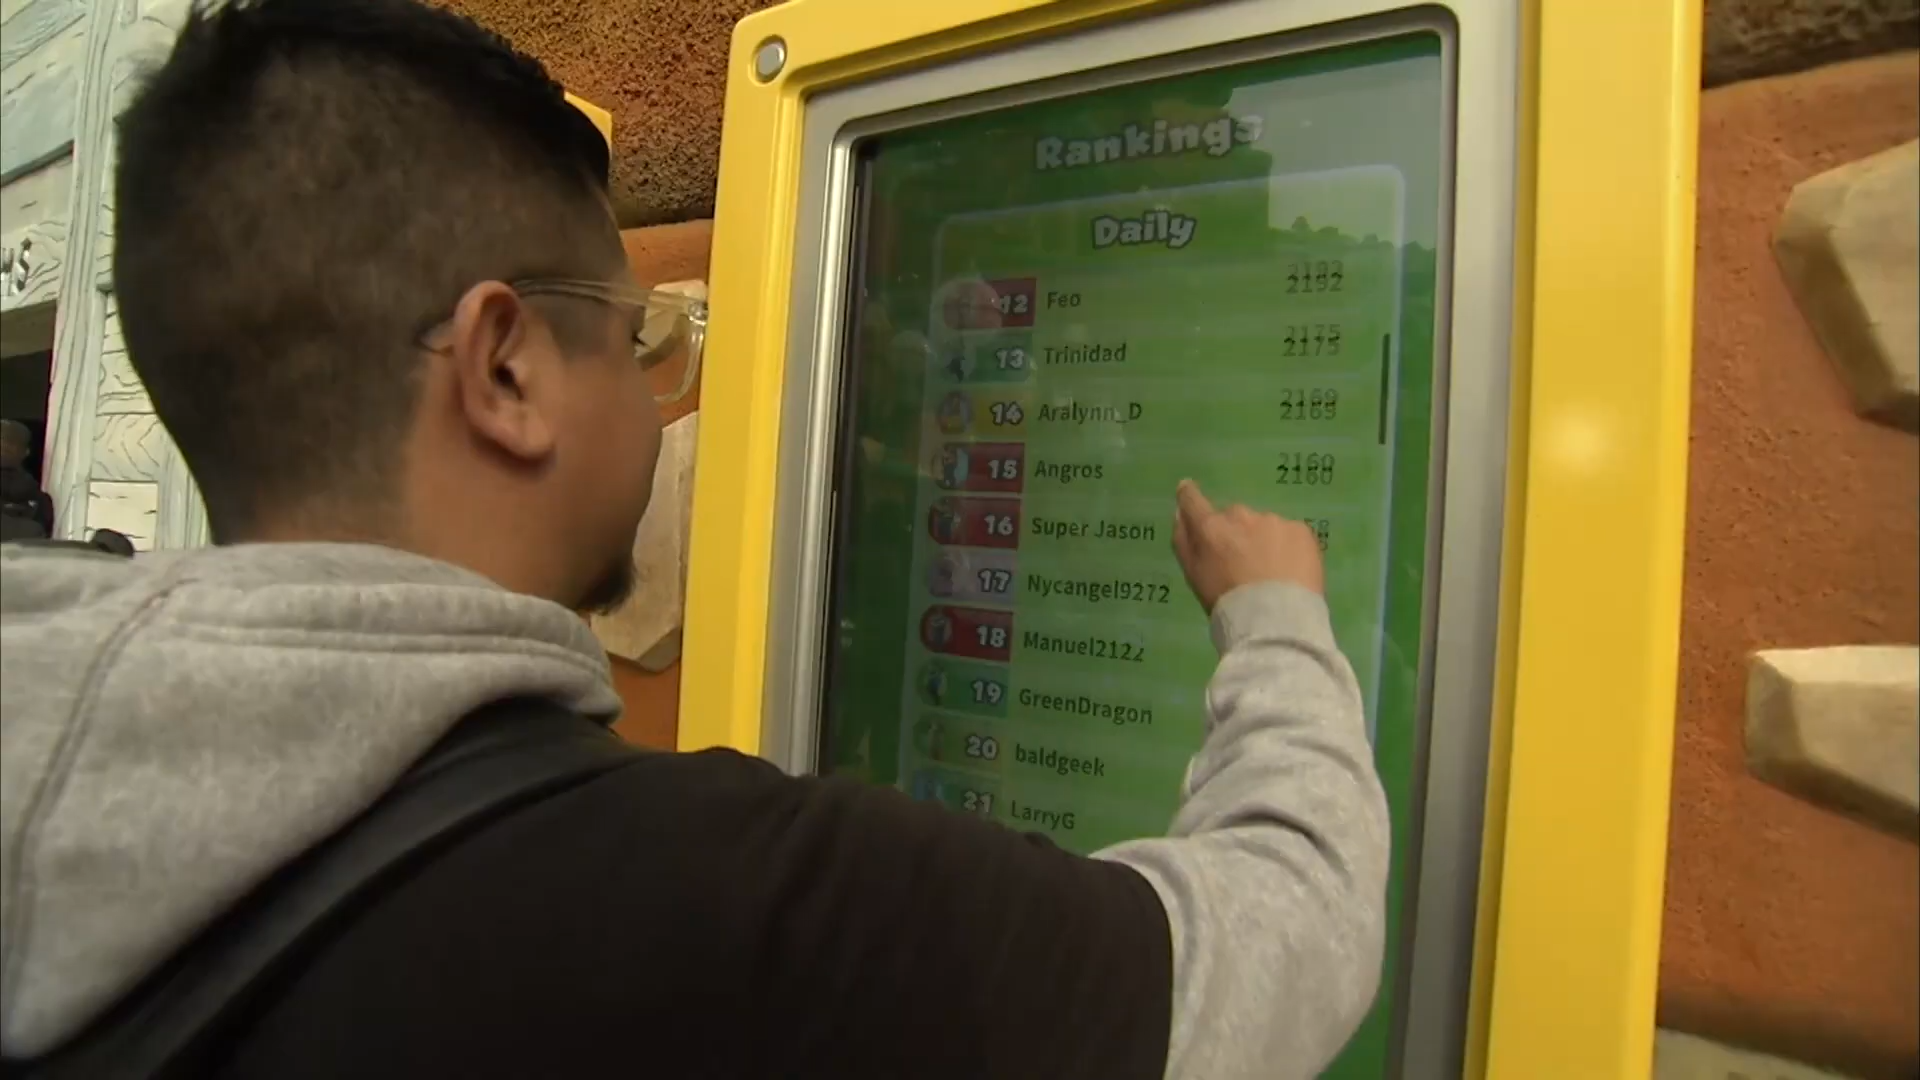 Rankings
Daily
12 Feo 2192
13 Trinidad 2175
14 Aralynn_D 2169
15 Angros 2160
16 Super Jason
17 Nycangel9272
18 Manuel2122
19 GreenDragon
20 baldgeek
21 LarryG